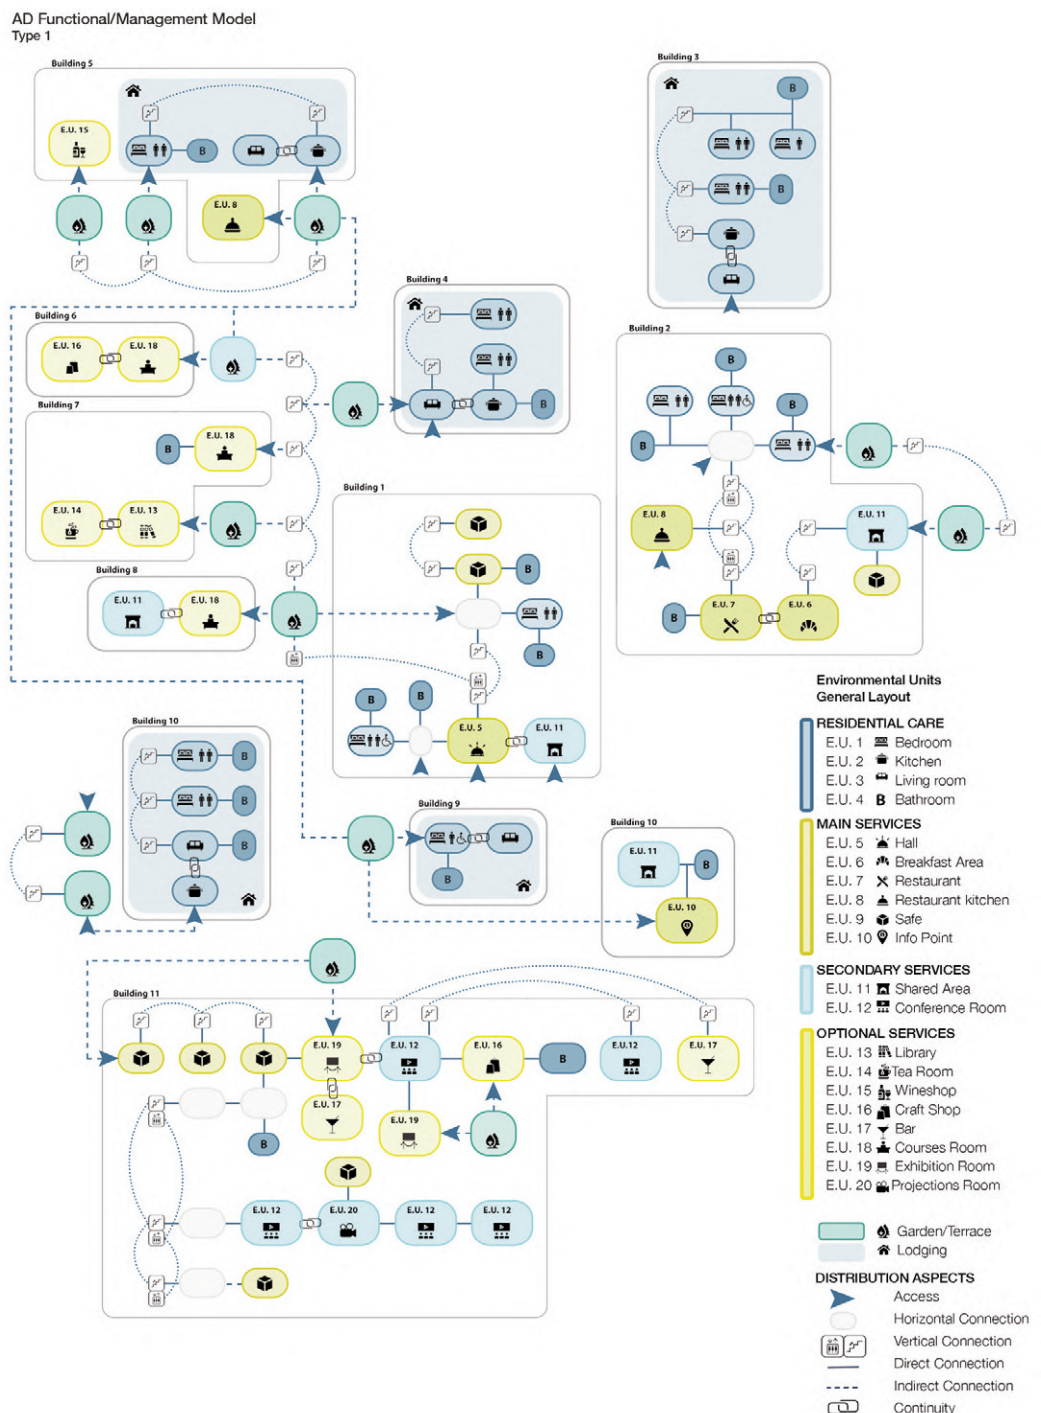 AD Functional/Management Model
Type 1
Building 5
E.U. 15
B
E.U. 8
Building 3
B
B
Building 4
B
Building 6
E.U. 16
E.U. 18
Building 7
B
E.U. 18
E.U. 14
E.U. 13
Building 8
E.U. 11
E.U. 18
Building 2
B
B
B
E.U. 8
E.U. 11
B
E.U. 7
E.U. 6
Building 1
B
B
B
B
E.U. 5
E.U. 11
Building 10
B
B
B
Building 9
B
Building 10
E.U. 11
B
E.U. 10
Building 11
E.U. 19
E.U. 12
E.U. 16
B
E.U. 12
E.U. 17
E.U. 17
E.U. 19
B
E.U. 12
E.U. 20
E.U. 12
E.U. 12
Environmental Units
General Layout
RESIDENTIAL CARE
E.U. 1 Bedroom
E.U. 2 Kitchen
E.U. 3 Living room
E.U. 4 B Bathroom
MAIN SERVICES
E.U. 5 Hall
E.U. 6 Breakfast Area
E.U. 7 Restaurant
E.U. 8 Restaurant kitchen
E.U. 9 Safe
E.U. 10 Info Point
SECONDARY SERVICES
E.U. 11 Shared Area
E.U. 12 Conference Room
OPTIONAL SERVICES
E.U. 13 Library
E.U. 14 Tea Room
E.U. 15 Wineshop
E.U. 16 Craft Shop
E.U. 17 Bar
E.U. 18 Courses Room
E.U. 19 Exhibition Room
E.U. 20 Projections Room
Garden/Terrace
Lodging
DISTRIBUTION ASPECTS
Access
Horizontal Connection
Vertical Connection
Direct Connection
Indirect Connection
Continuity